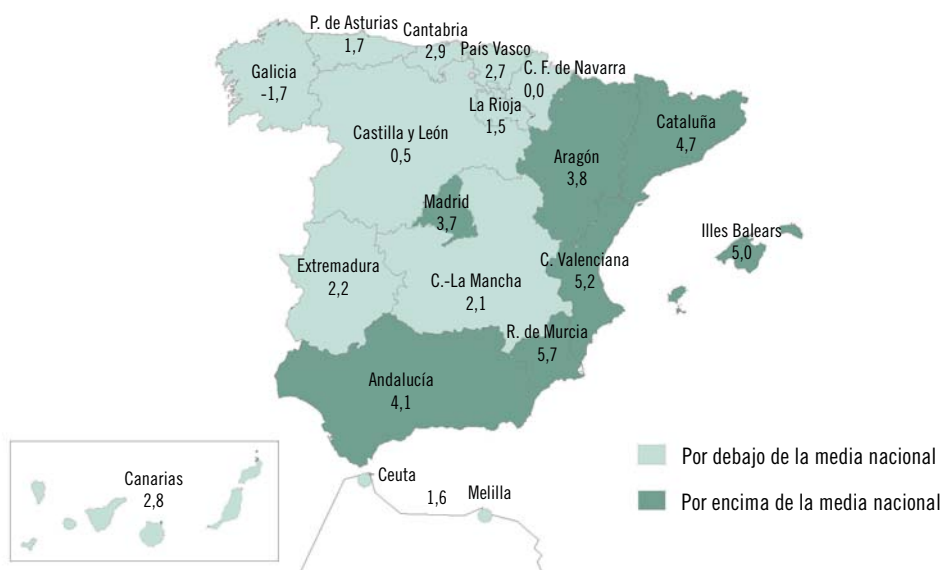 P. de Asturias
1,7
Cantabria
2,9
País Vasco
2,7
C. F. de Navarra
0,0
Galicia
-1,7
La Rioja
1,5
Castilla y León
0,5
Cataluña
4,7
Aragón
3,8
Madrid
3,7
Illes Balears
5,0
Extremadura
2,2
C.-La Mancha
2,1
C. Valenciana
5,2
R. de Murcia
5,7
Andalucía
4,1
Canarias
2,8
Ceuta
1,6
Melilla
Por debajo de la media nacional
Por encima de la media nacional